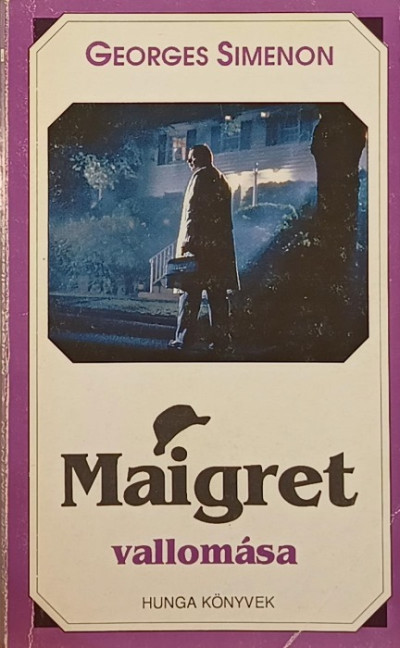 GEORGES SIMENON
Maigret
vallomása
HUNGA KÖNYVEK